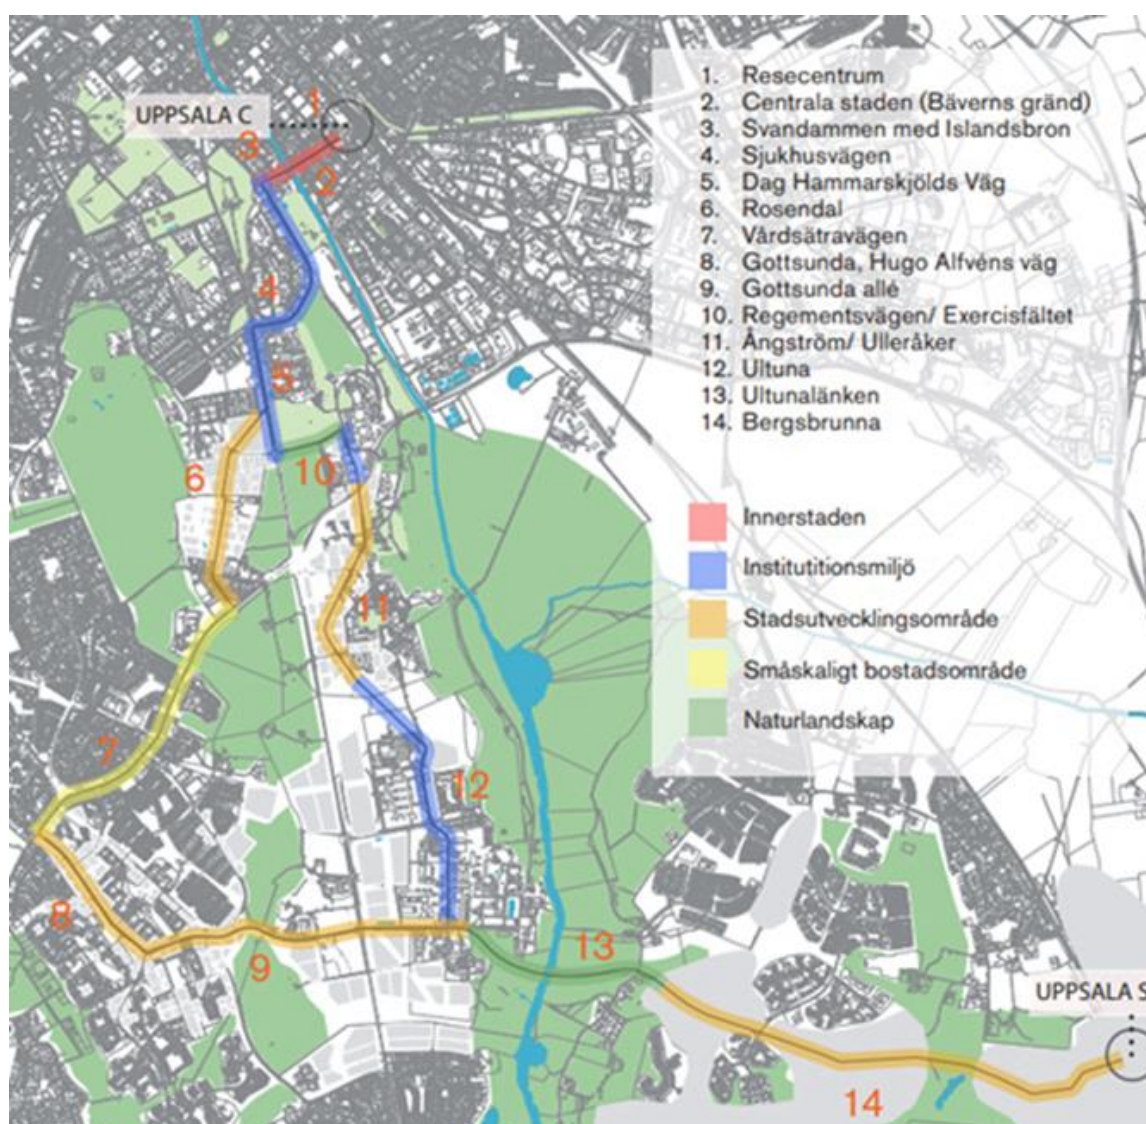 UPPSALA C
1
3
2
4
5
6
10
11
7
12
8
9
13
14
UPPSALA S
1. Resecentrum
2. Centrala staden (Bäverns gränd)
3. Svandammen med Islandsbron
4. Sjukhusvägen
5. Dag Hammarskjölds Väg
6. Rosendal
7. Vårdsätravägen
8. Gottsunda, Hugo Alfvéns väg
9. Gottsunda allé
10. Regementsvägen/ Exercisfältet
11. Ångström/ Ulleråker
12. Ultuna
13. Ultunalänken
14. Bergsbrunna
Innerstaden
Institutitionsmiljö
Stadsutvecklingsområde
Småskaligt bostadsområde
Naturlandskap